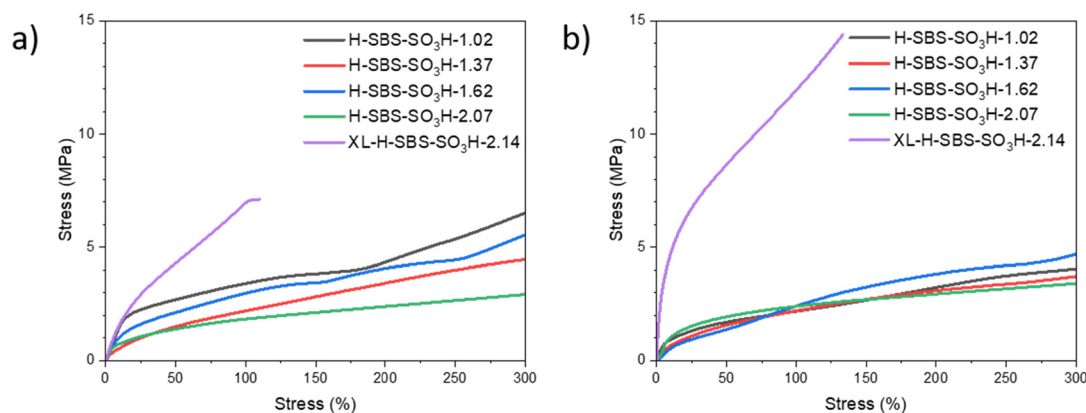 a)
15
10
5
0
Stress (MPa)
H-SBS-SO₃H-1.02
H-SBS-SO₃H-1.37
H-SBS-SO₃H-1.62
H-SBS-SO₃H-2.07
XL-H-SBS-SO₃H-2.14
0 50 100 150 200 250 300
Stress (%)
b)
15
10
5
0
Stress (MPa)
H-SBS-SO₃H-1.02
H-SBS-SO₃H-1.37
H-SBS-SO₃H-1.62
H-SBS-SO₃H-2.07
XL-H-SBS-SO₃H-2.14
0 50 100 150 200 250 300
Stress (%)